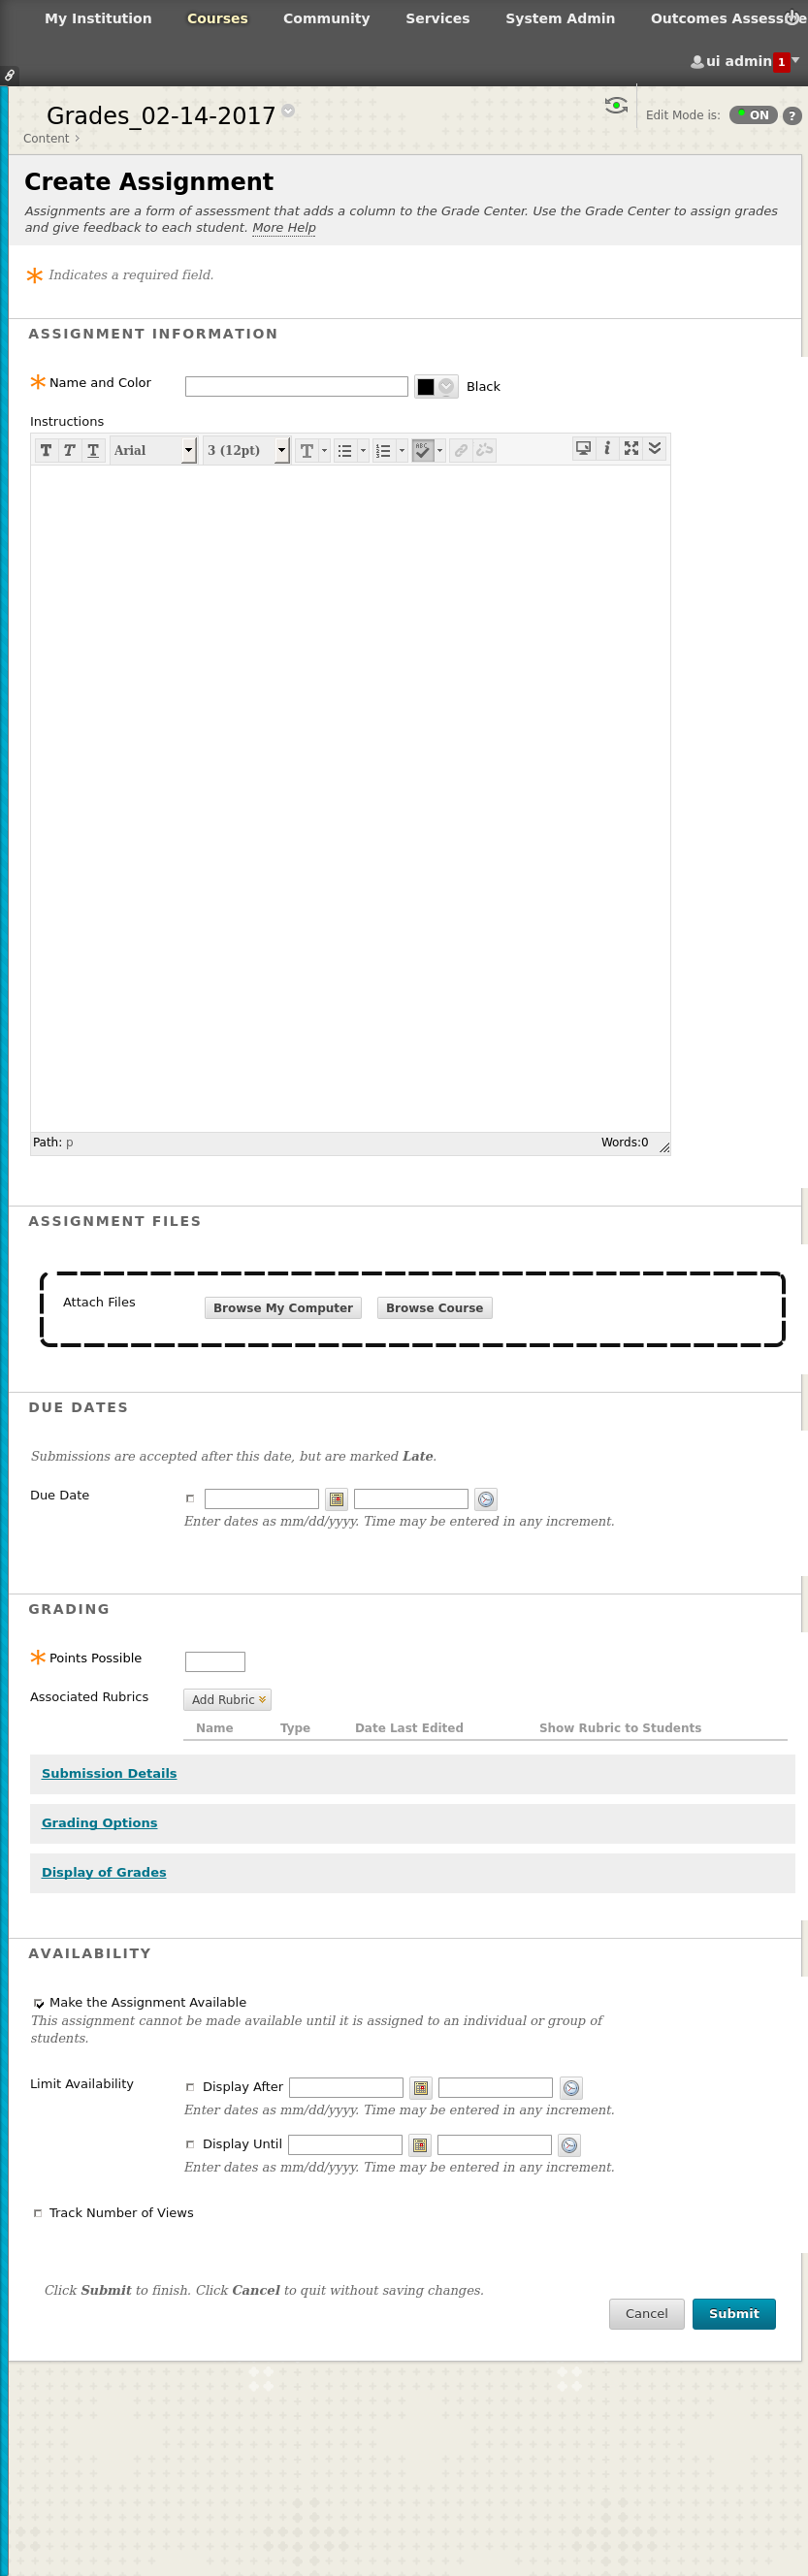 My Institution Courses Community Services System Admin Outcomes Assessme
ui admin 1
Grades_02-14-2017
Edit Mode is: ON ?
Content >
Create Assignment
Assignments are a form of assessment that adds a column to the Grade Center. Use the Grade Center to assign grades
and give feedback to each student. More Help
Indicates a required field.
ASSIGNMENT INFORMATION
Name and Color Black
Instructions
T T T Arial 3 (12pt) T ABC i
Path: p Words:0
ASSIGNMENT FILES
Attach Files Browse My Computer Browse Course
DUE DATES
Submissions are accepted after this date, but are marked Late.
Due Date
Enter dates as mm/dd/yyyy. Time may be entered in any increment.
GRADING
Points Possible
Associated Rubrics Add Rubric
Name Type Date Last Edited Show Rubric to Students
Submission Details
Grading Options
Display of Grades
AVAILABILITY
Make the Assignment Available
This assignment cannot be made available until it is assigned to an individual or group of
students.
Limit Availability Display After
Enter dates as mm/dd/yyyy. Time may be entered in any increment.
Display Until
Enter dates as mm/dd/yyyy. Time may be entered in any increment.
Track Number of Views
Click Submit to finish. Click Cancel to quit without saving changes.
Cancel Submit